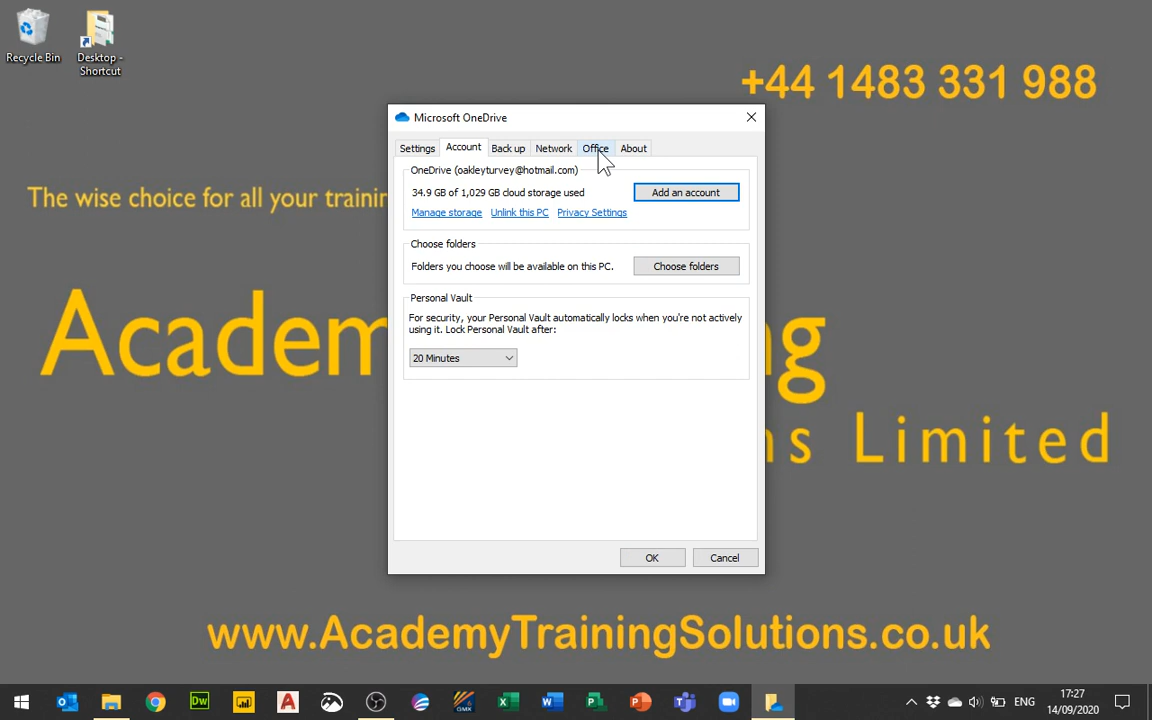 Recycle Bin
Desktop -
Shortcut
+44 1483 331 988
Microsoft OneDrive
Settings Account Back up Network Office About
OneDrive (oakleyturvey@hotmail.com)
34.9 GB of 1,029 GB cloud storage used
Add an account
Manage storage Unlink this PC Privacy Settings
The wise choice for all your
Choose folders
Folders you choose will be available on this PC.
Choose folders
Personal Vault
For security, your Personal Vault automatically locks when you're not actively
using it. Lock Personal Vault after:
20 Minutes
Academ
ng
s Limited
OK Cancel
www.AcademyTrainingSolutions.co.uk
Dw
GMX
ENG
17:27
14/09/2020